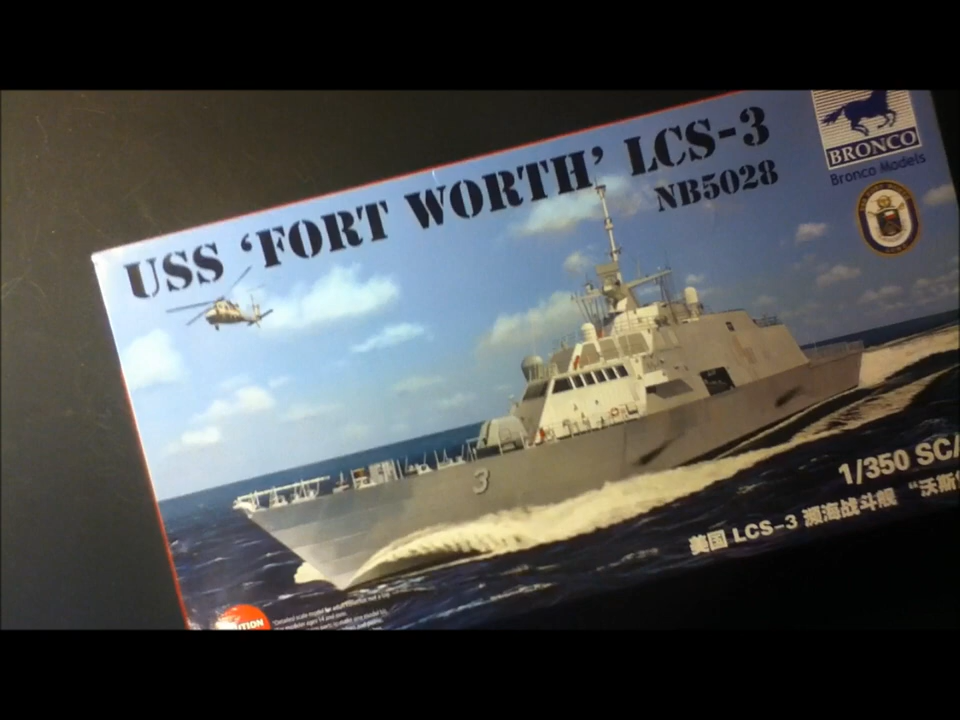 USS 'FORT WORTH' LCS-3
NB5028
BRONCO
Bronco Models
3
1/350 SC
美国 LCS-3 濒海战斗舰 "沃斯
ITION